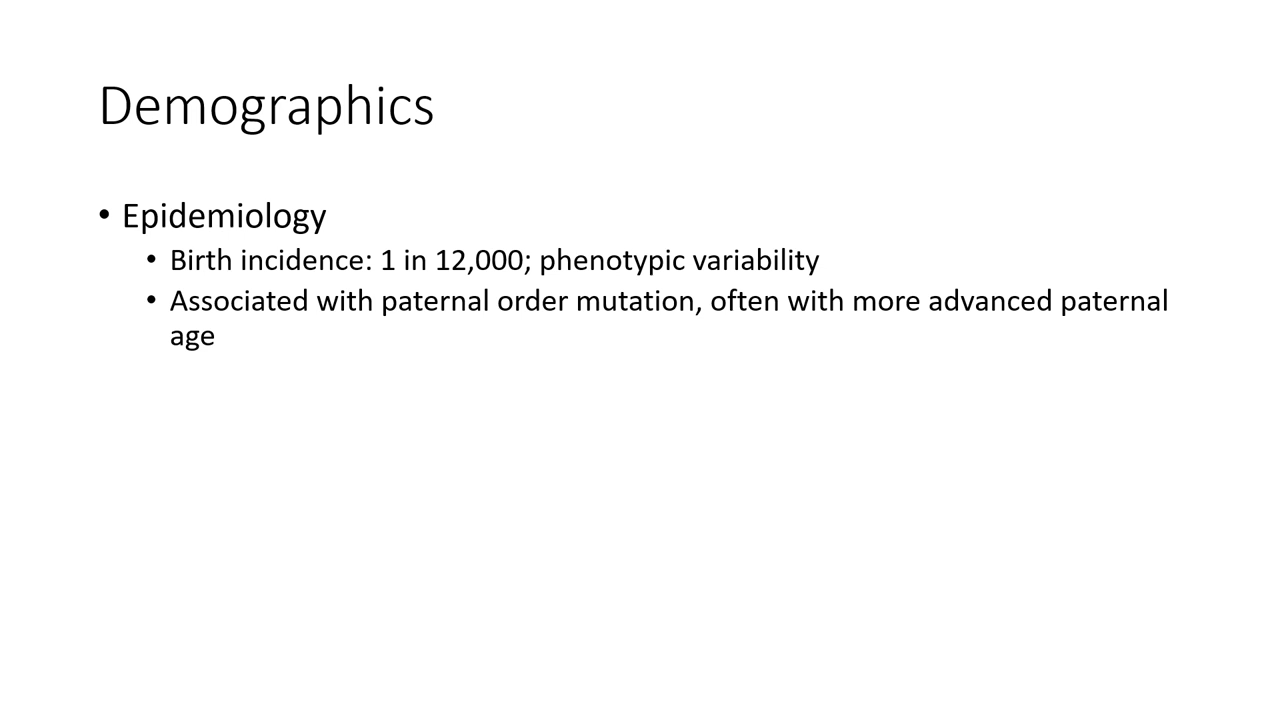 Demographics
• Epidemiology
• Birth incidence: 1 in 12,000; phenotypic variability
• Associated with paternal order mutation, often with more advanced paternal
age